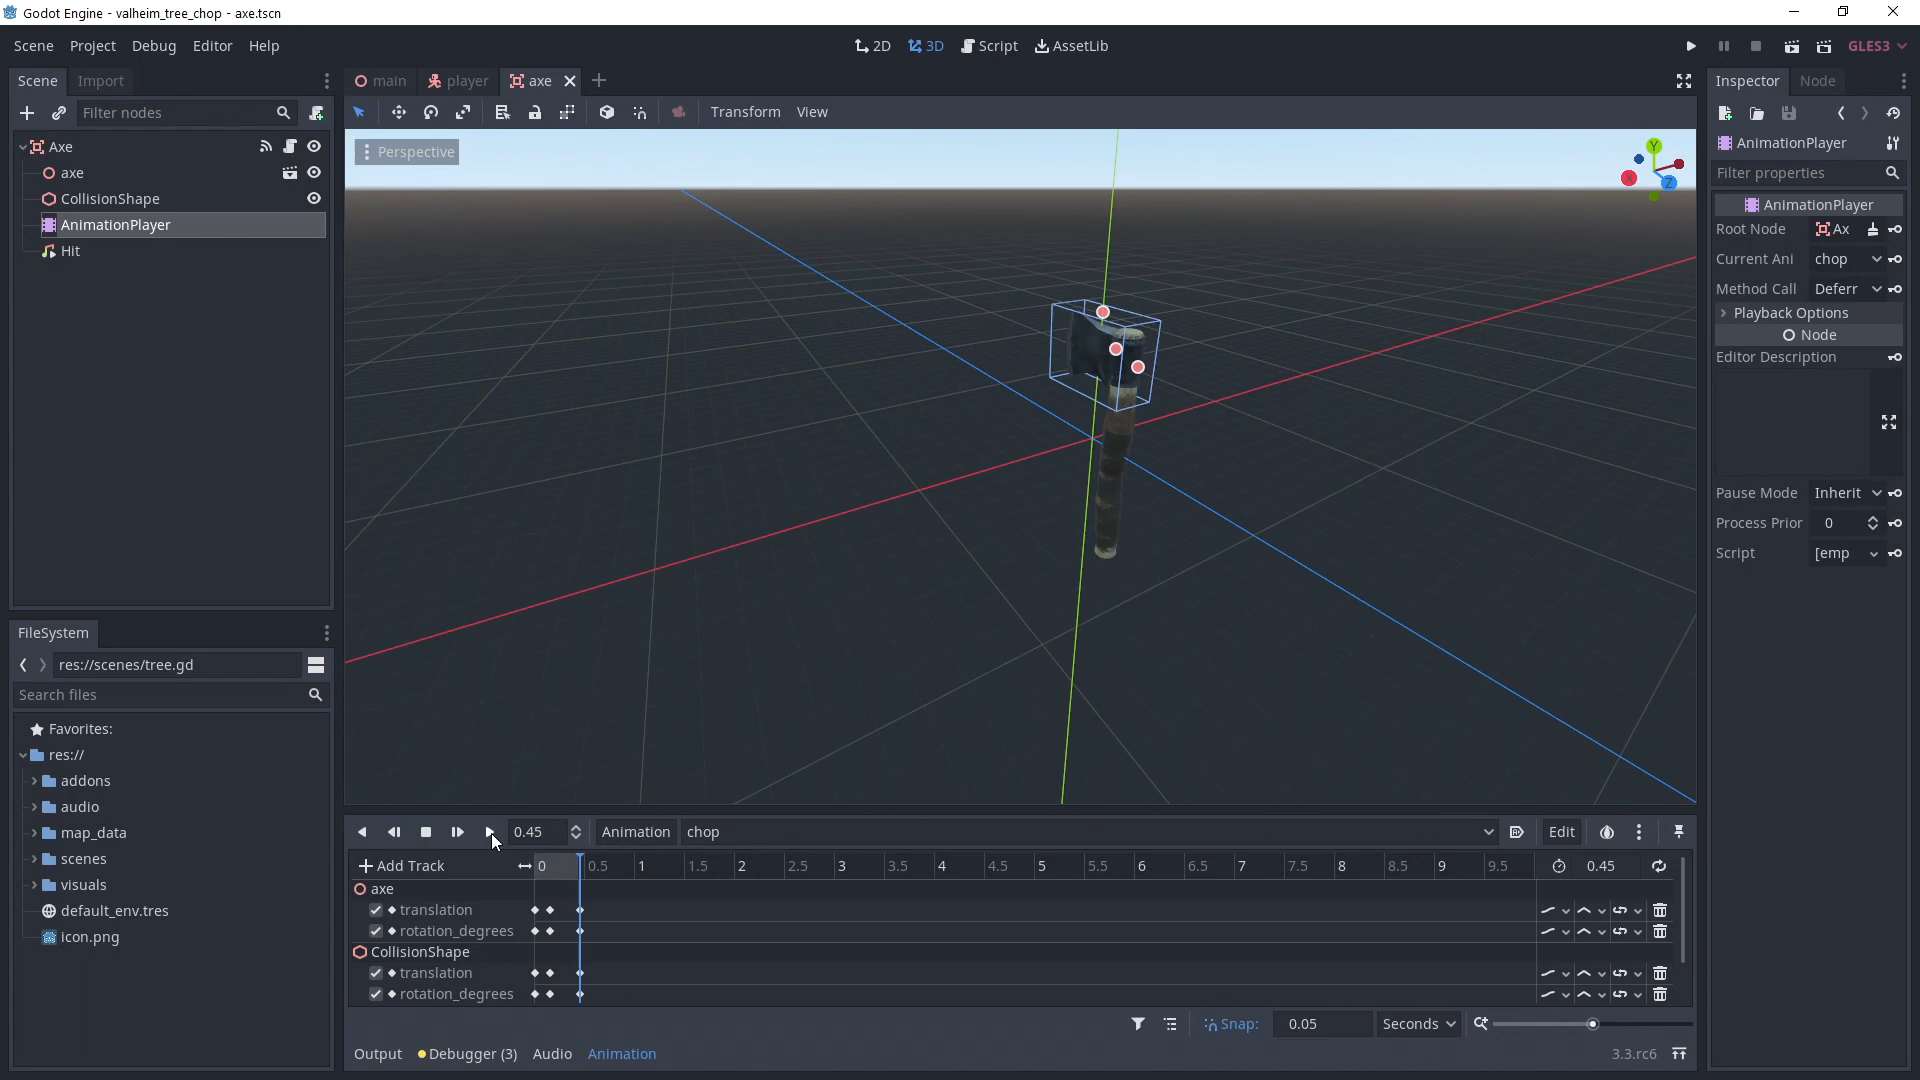 Godot Engine - valheim_tree_chop - axe.tscn
Scene Project Debug Editor Help
2D 3D Script AssetLib
GLES3
Scene Import
main player axe
Inspector Node
Filter nodes
Transform View
Axe
axe
CollisionShape
AnimationPlayer
Hit
Perspective
Y
X
Z
AnimationPlayer
Filter properties
AnimationPlayer
Root Node Ax
Current Ani chop
Method Call Deferr
Playback Options
Node
Editor Description
Pause Mode Inherit
Process Prior 0
Script [emp
FileSystem
res://scenes/tree.gd
Search files
Favorites:
res://
addons
audio
map_data
scenes
visuals
default_env.tres
icon.png
0.45 Animation chop Edit
Add Track 0 0.5 1 1.5 2 2.5 3 3.5 4 4.5 5 5.5 6 6.5 7 7.5 8 8.5 9 9.5 0.45
axe
translation
rotation_degrees
CollisionShape
translation
rotation_degrees
Snap: 0.05 Seconds
Output Debugger (3) Audio Animation 3.3.rc6